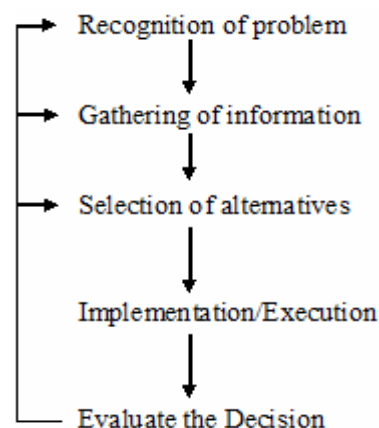 Recognition of problem
Gathering of information
Selection of alternatives
Implementation/Execution
Evaluate the Decision